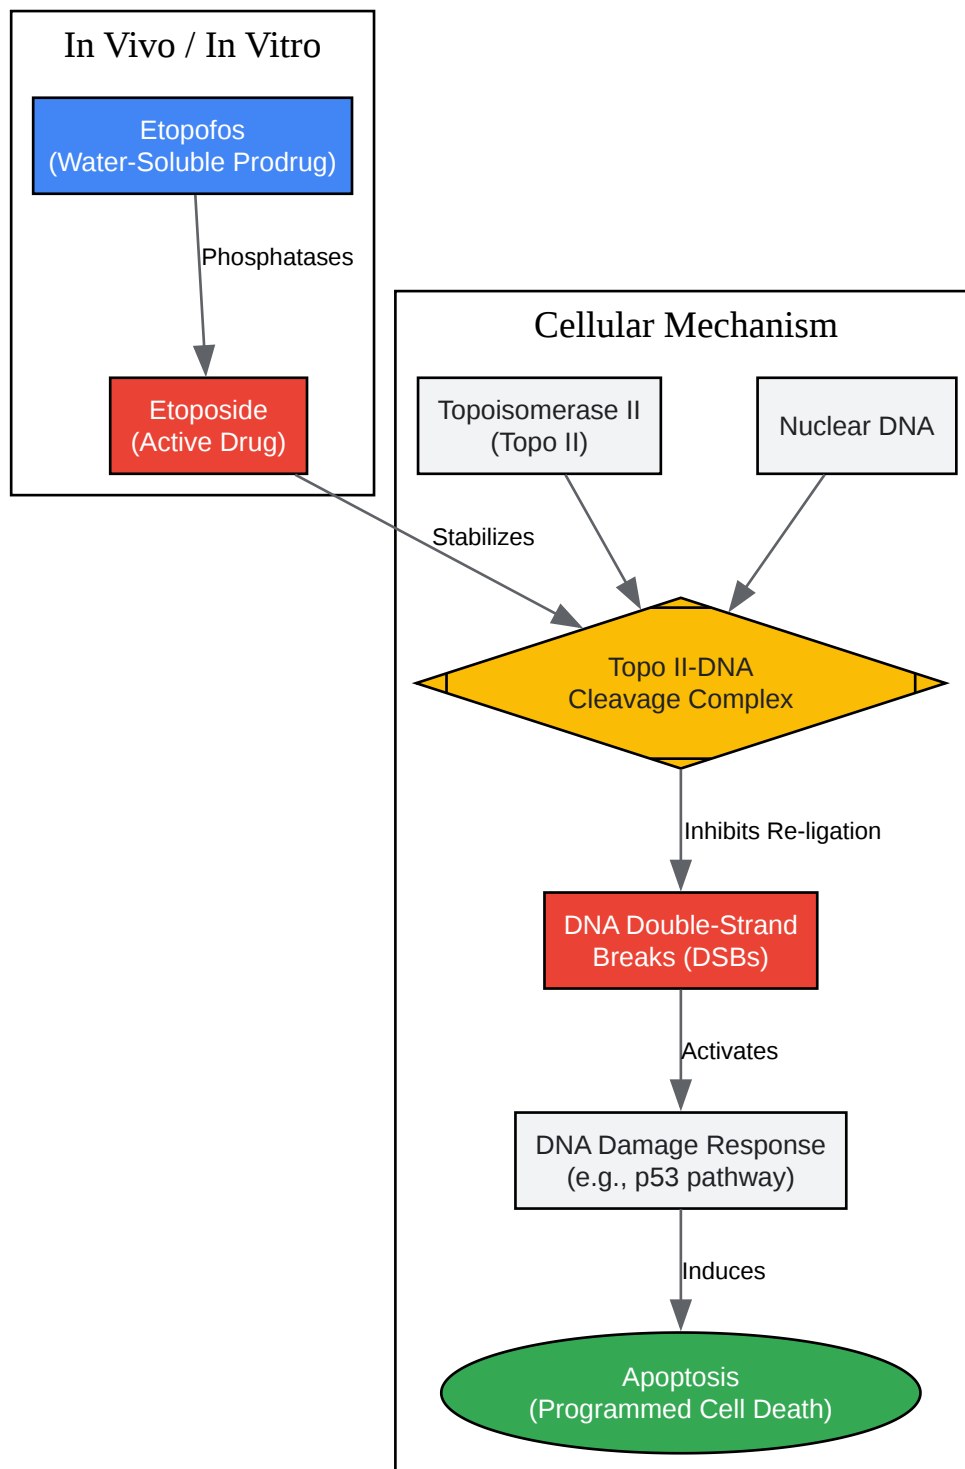 In Vivo / In Vitro
Etopofos
(Water-Soluble Prodrug)
Phosphatases
Etoposide
(Active Drug)
Cellular Mechanism
Topoisomerase II
(Topo II)
Nuclear DNA
Stabilizes
Topo II-DNA
Cleavage Complex
Inhibits Re-ligation
DNA Double-Strand
Breaks (DSBs)
Activates
DNA Damage Response
(e.g., p53 pathway)
Induces
Apoptosis
(Programmed Cell Death)